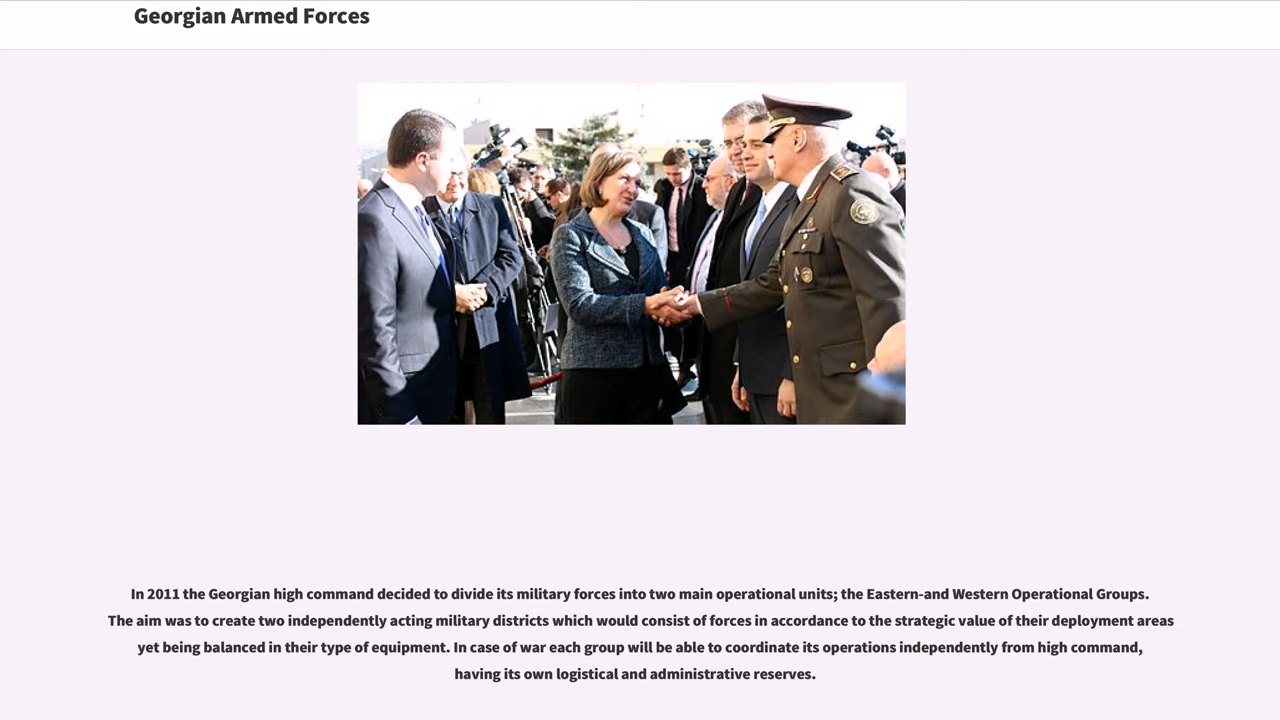 Georgian Armed Forces
In 2011 the Georgian high command decided to divide its military forces into two main operational units; the Eastern-and Western Operational Groups.
The aim was to create two independently acting military districts which would consist of forces in accordance to the strategic value of their deployment areas
yet being balanced in their type of equipment. In case of war each group will be able to coordinate its operations independently from high command,
having its own logistical and administrative reserves.